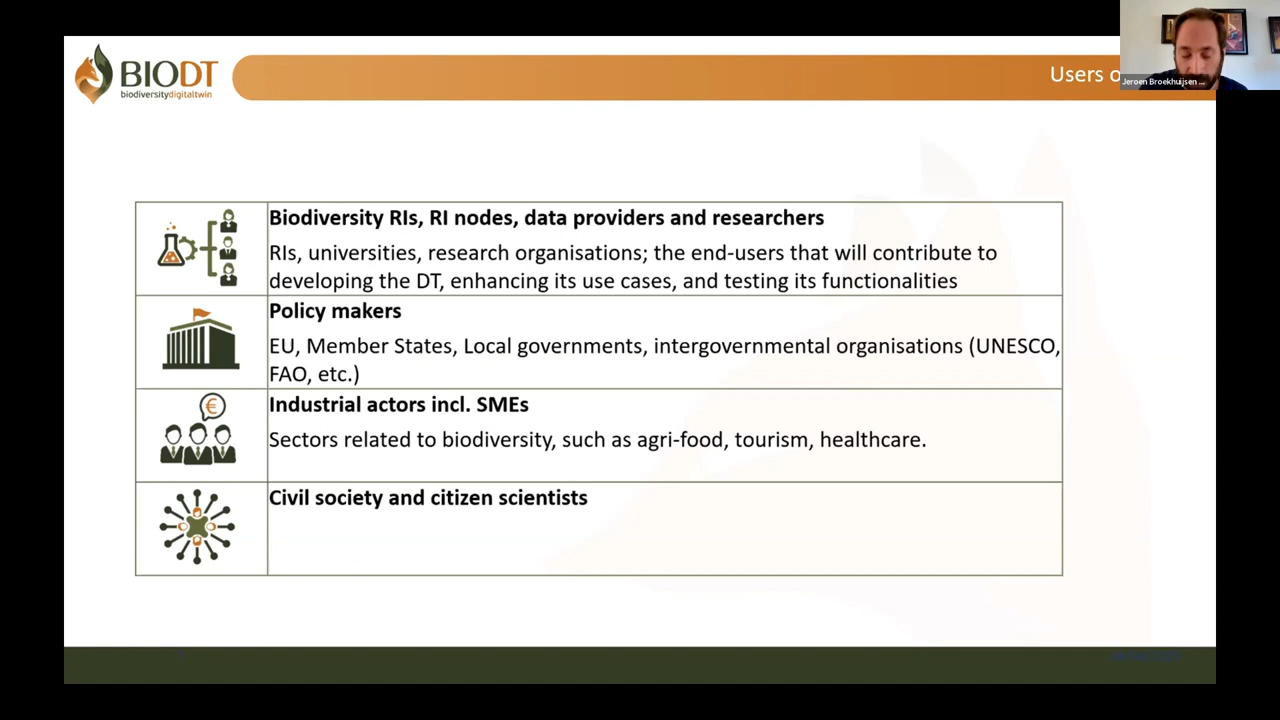 BIODT
biodiversitydigitaltwin
Users
Jeroen Broekhuijsen ...
Biodiversity RIs, RI nodes, data providers and researchers
RIs, universities, research organisations; the end-users that will contribute to
developing the DT, enhancing its use cases, and testing its functionalities
Policy makers
EU, Member States, Local governments, intergovernmental organisations (UNESCO,
FAO, etc.)
€
Industrial actors incl. SMEs
Sectors related to biodiversity, such as agri-food, tourism, healthcare.
Civil society and citizen scientists